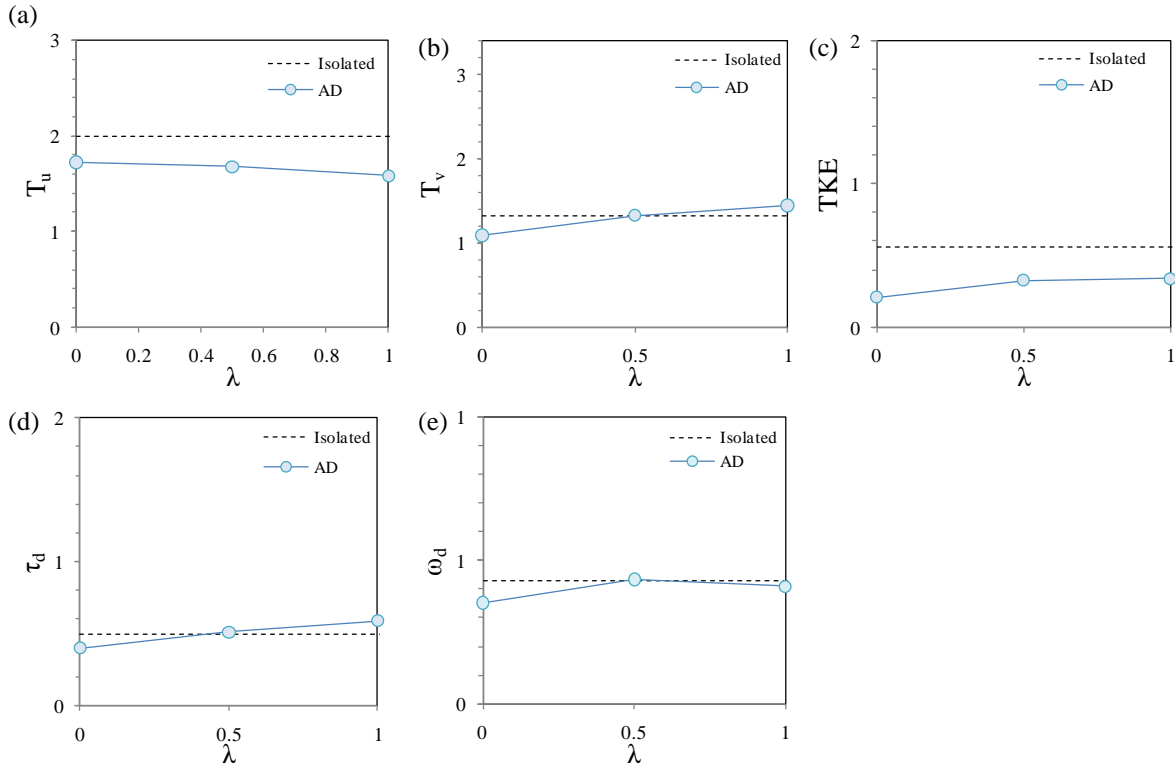 (a)
3
2
1
0
T_u
Isolated
AD
0 0.2 0.4 0.6 0.8 1
λ
(b)
3
2
1
0
T_v
Isolated
AD
0 0.5 1
λ
(c)
2
1
0
TKE
Isolated
AD
0 0.5 1
λ
(d)
2
1
0
τ_d
Isolated
AD
0 0.5 1
λ
(e)
1
1
0
ω_d
Isolated
AD
0 0.5 1
λ